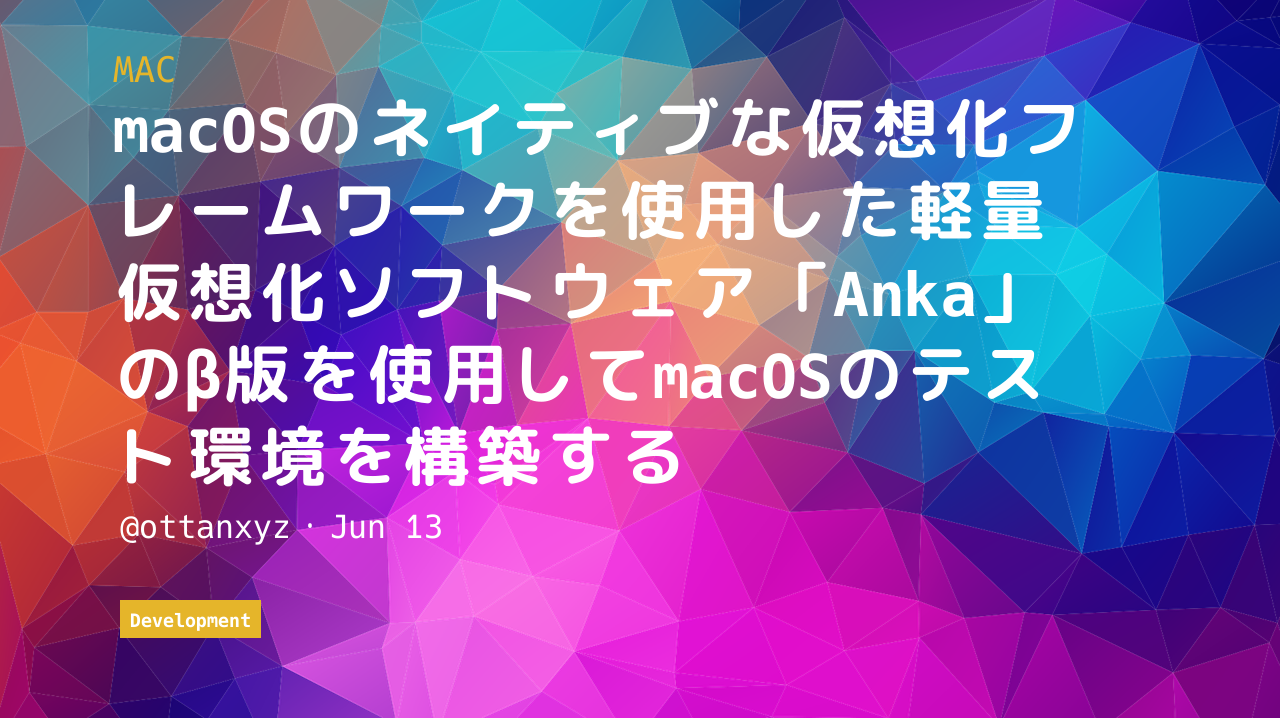 MAC
macOSのネイティブな仮想化フ
レームワークを使用した軽量
仮想化ソフトウェア「Anka」
のβ版を使用してmacOSのテス
ト環境を構築する
@ottanxyz · Jun 13
Development